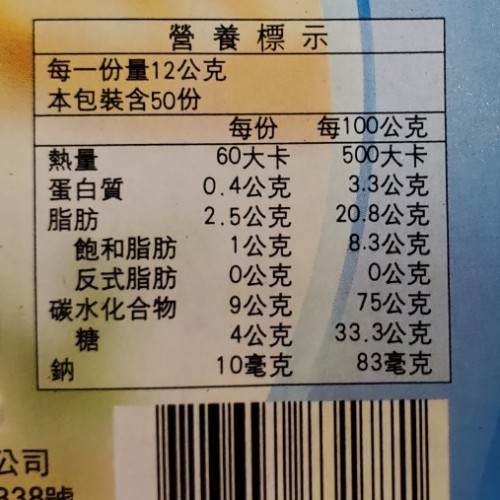 營養標示
每一份量12公克
本包裝含50份
每份 每100公克
熱量 60大卡 500大卡
蛋白質 0.4公克 3.3公克
脂肪 2.5公克 20.8公克
飽和脂肪 1公克 8.3公克
反式脂肪 0公克 0公克
碳水化合物 9公克 75公克
糖 4公克 33.3公克
鈉 10毫克 83毫克
公司
338號